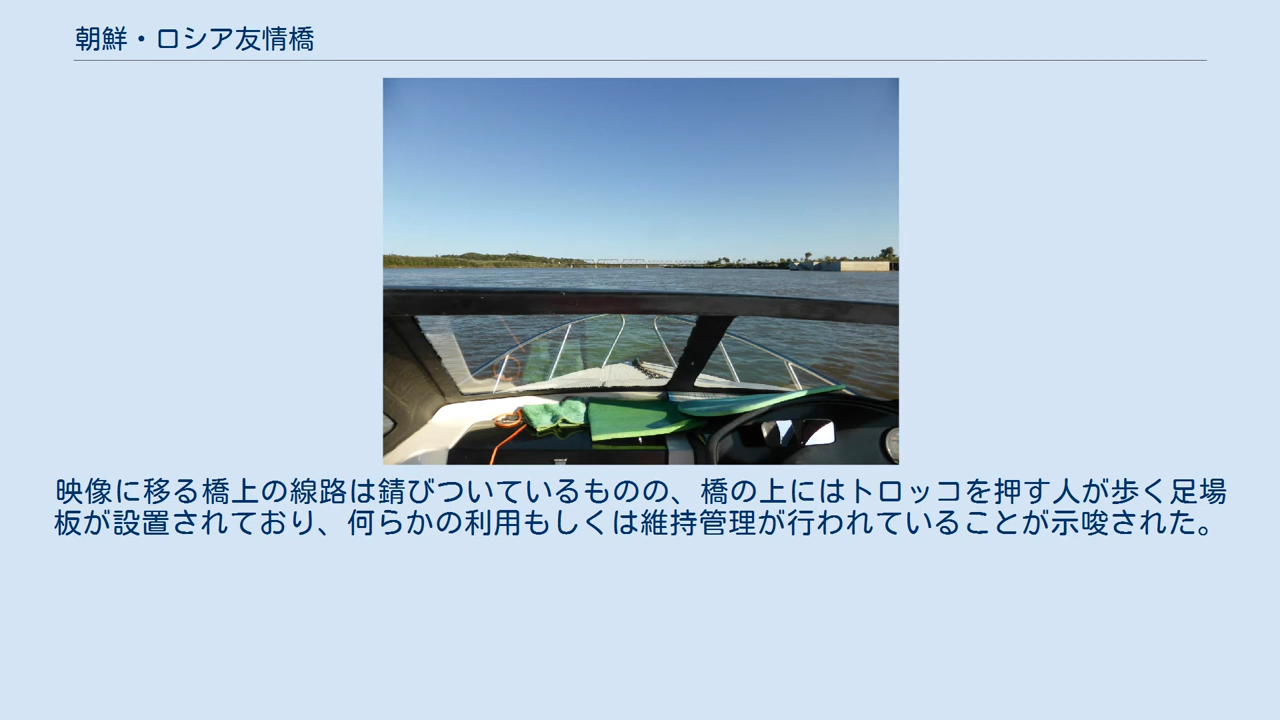 朝鮮・ロシア友情橋
映像に移る橋上の線路は錆びついているものの、橋の上にはトロッコを押す人が歩く足場
板が設置されており、何らかの利用もしくは維持管理が行われていることが示唆された。